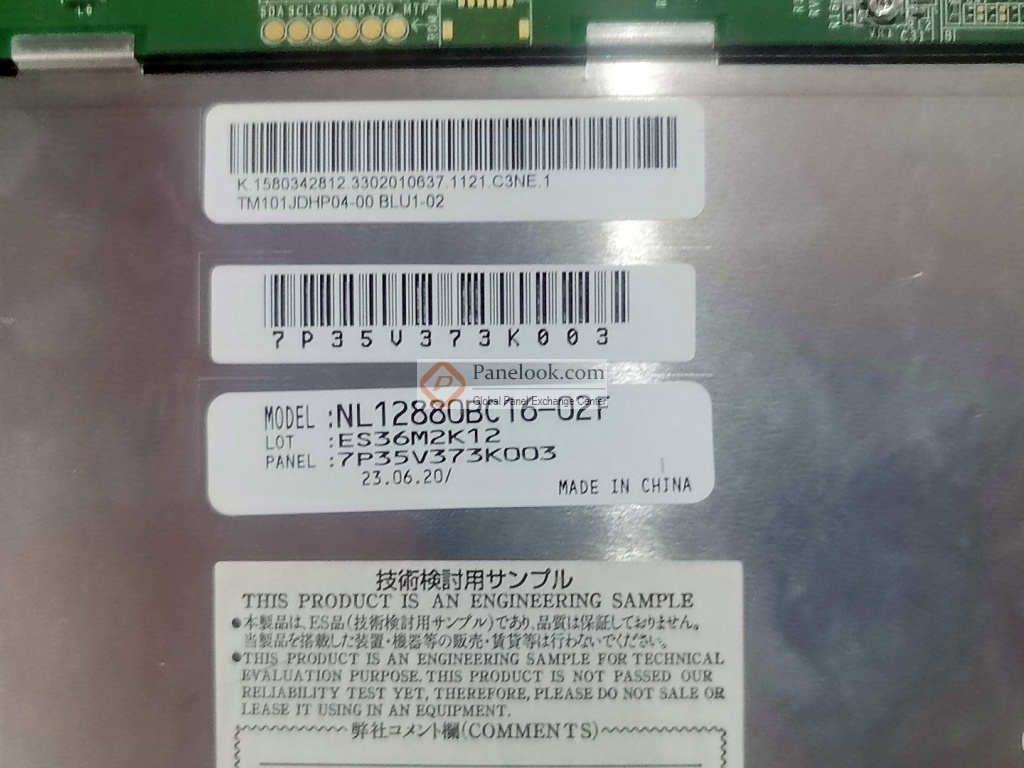 SDA SCL CSB GND VDD MTP
K.1580342812.3302010637.1121.C3NE.1
TM101JDHP04-00 BLU1-02
7P35V373K003
Panelook.com
Global Panel Exchange Center
MODEL :NL12880BC16-02F
LOT :ES36M2K12
PANEL :7P35V373K003
23.06.20/
MADE IN CHINA
技術検討用サンプル
THIS PRODUCT IS AN ENGINEERING SAMPLE
●本製品は、ES品(技術検討用サンプル)であり、品質は保証しておりません。
当製品を搭載した装置・機器等の販売・賃貸等は行わないでください。
●THIS PRODUCT IS AN ENGINEERING SAMPLE FOR TECHNICAL
EVALUATION PURPOSE. THIS PRODUCT IS NOT PASSED OUR
RELIABILITY TEST YET, THEREFORE, PLEASE DO NOT SALE OR
LEASE IT USING IN AN EQUIPMENT.
弊社コメント欄(COMMENTS)